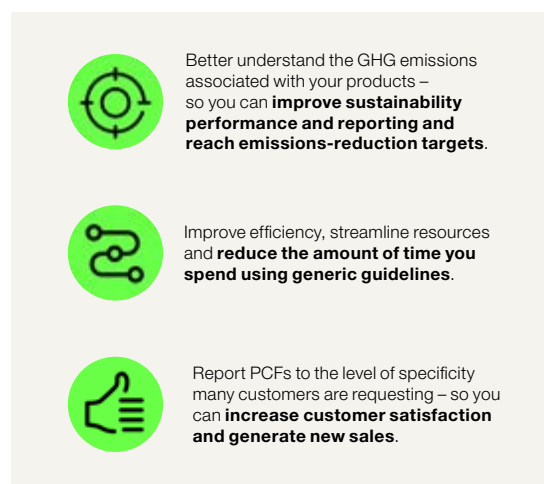 Better understand the GHG emissions
associated with your products –
so you can improve sustainability
performance and reporting and
reach emissions-reduction targets.
Improve efficiency, streamline resources
and reduce the amount of time you
spend using generic guidelines.
Report PCFs to the level of specificity
many customers are requesting – so you
can increase customer satisfaction
and generate new sales.